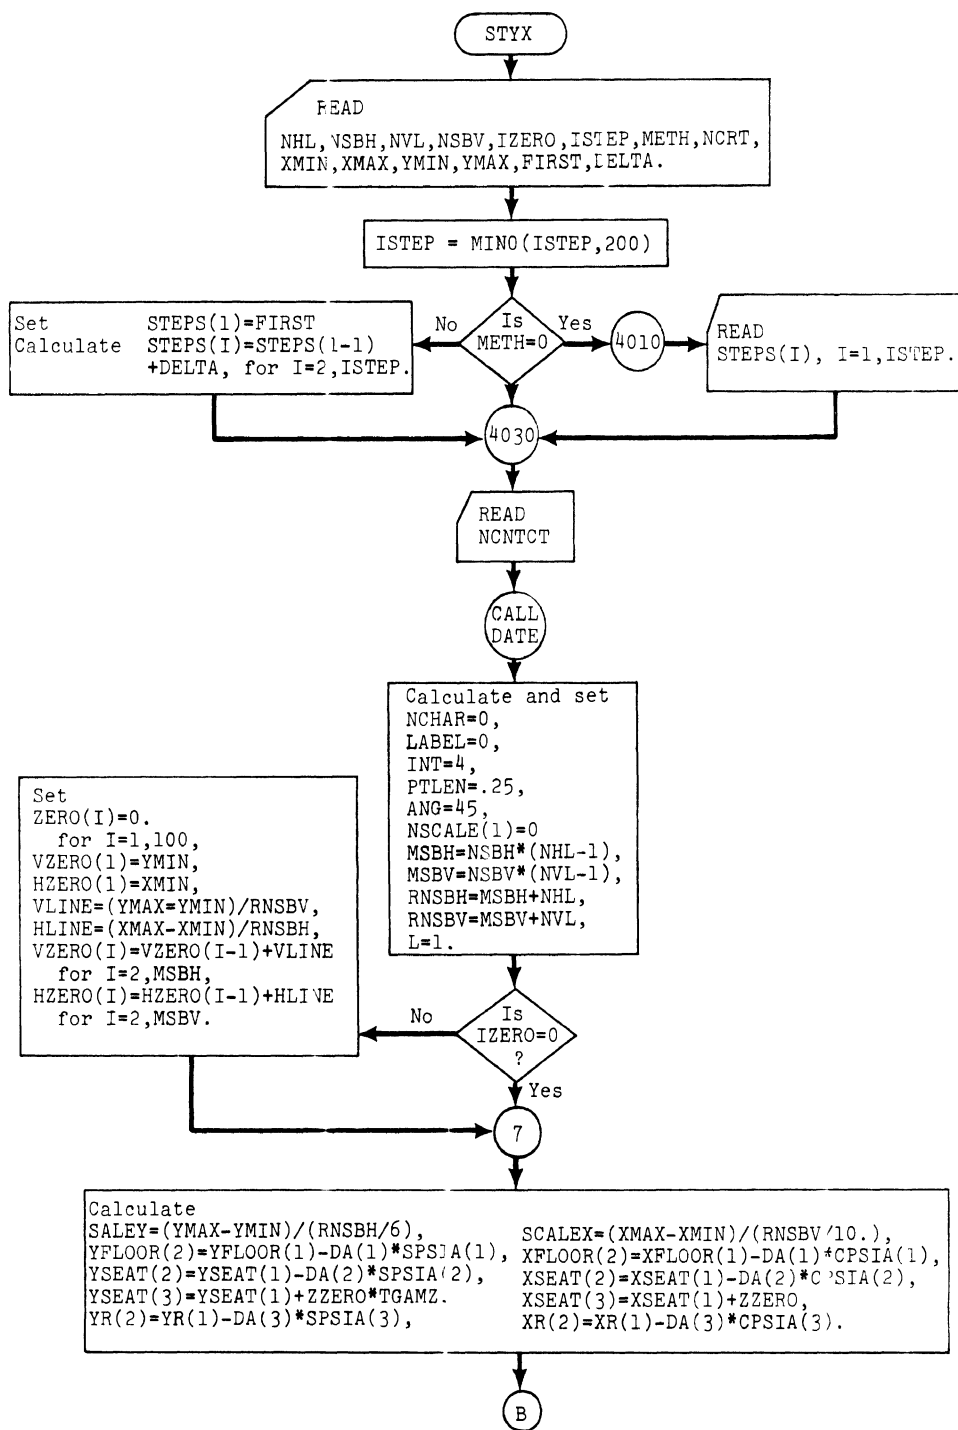 STYX
READ
NHL,NSBH,NVL,NSBV,IZERO,ISTEP,METH,NCRT,
XMIN,XMAX,YMIN,YMAX,FIRST,DELTA.
ISTEP = MINO(ISTEP,200)
Set STEPS(1)=FIRST
Calculate STEPS(I)=STEPS(1-1)
+DELTA, for I=2,ISTEP.
No
Is
METH=0
Yes
4010
READ
STEPS(I), I=1,ISTEP.
4030
READ
NCNTCT
CALL
DATE
Calculate and set
NCHAR=0,
LABEL=0,
INT=4,
PTLEN=.25,
ANG=45,
NSCALE(1)=0
MSBH=NSBH*(NHL-1),
MSBV=NSBV*(NVL-1),
RNSBH=MSBH+NHL,
RNSBV=MSBV+NVL,
L=1.
Set
ZERO(I)=0.
for I=1,100,
VZERO(1)=YMIN,
HZERO(1)=XMIN,
VLINE=(YMAX=YMIN)/RNSBV,
HLINE=(XMAX-XMIN)/RNSBH,
VZERO(I)=VZERO(I-1)+VLINE
for I=2,MSBH,
HZERO(I)=HZERO(I-1)+HLINE
for I=2,MSBV.
No
Is
IZERO=0
?
Yes
7
Calculate
SALEY=(YMAX-YMIN)/(RNSBH/6), SCALEX=(XMAX-XMIN)/(RNSBV/10.),
YFLOOR(2)=YFLOOR(1)-DA(1)*SPSIA(1), XFLOOR(2)=XFLOOR(1)-DA(1)*CPSIA(1),
YSEAT(2)=YSEAT(1)-DA(2)*SPSIA(2), XSEAT(2)=XSEAT(1)-DA(2)*CPSIA(2),
YSEAT(3)=YSEAT(1)+ZZERO*TGAMZ. XSEAT(3)=XSEAT(1)+ZZERO,
YR(2)=YR(1)-DA(3)*SPSIA(3), XR(2)=XR(1)-DA(3)*CPSIA(3).
B